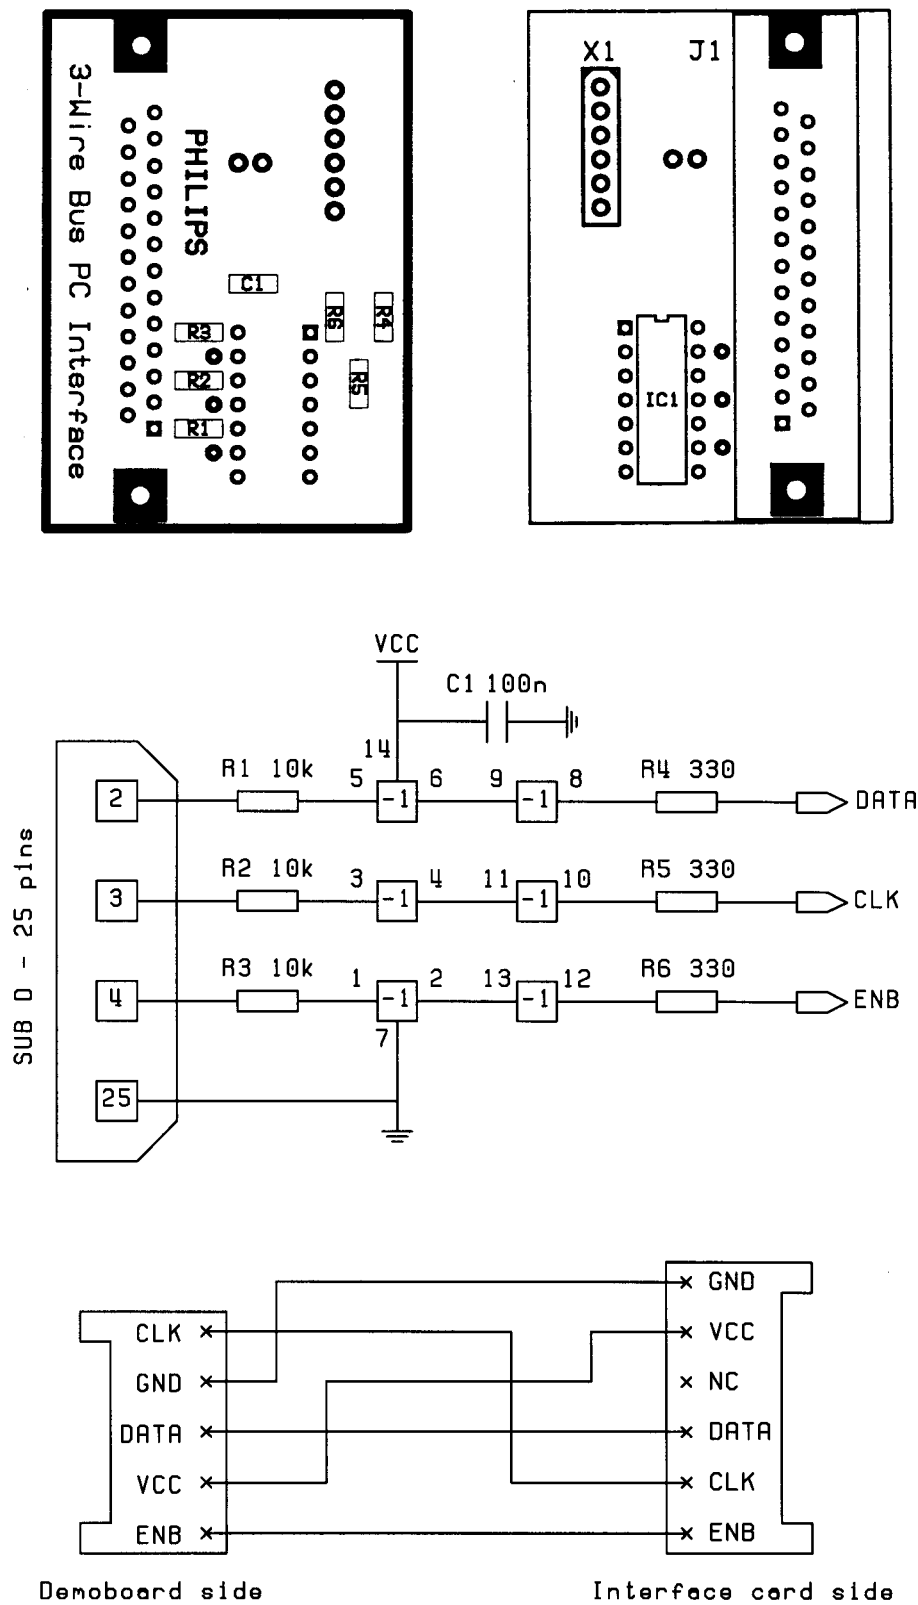 3-Wire Bus PC Interface
PHILIPS
C1
R3
R2
R1
R6
R4
R5
X1
J1
IC1
VCC
C1 100n
14
R1 10k
5
-1
6
9
-1
8
R4 330
DATA
2
R2 10k
3
-1
4
11
-1
10
R5 330
CLK
3
R3 10k
1
-1
2
13
-1
12
R6 330
ENB
4
7
25
SUB D - 25 pins
CLK
GND
DATA
VCC
ENB
Demoboard side
GND
VCC
NC
DATA
CLK
ENB
Interface card side